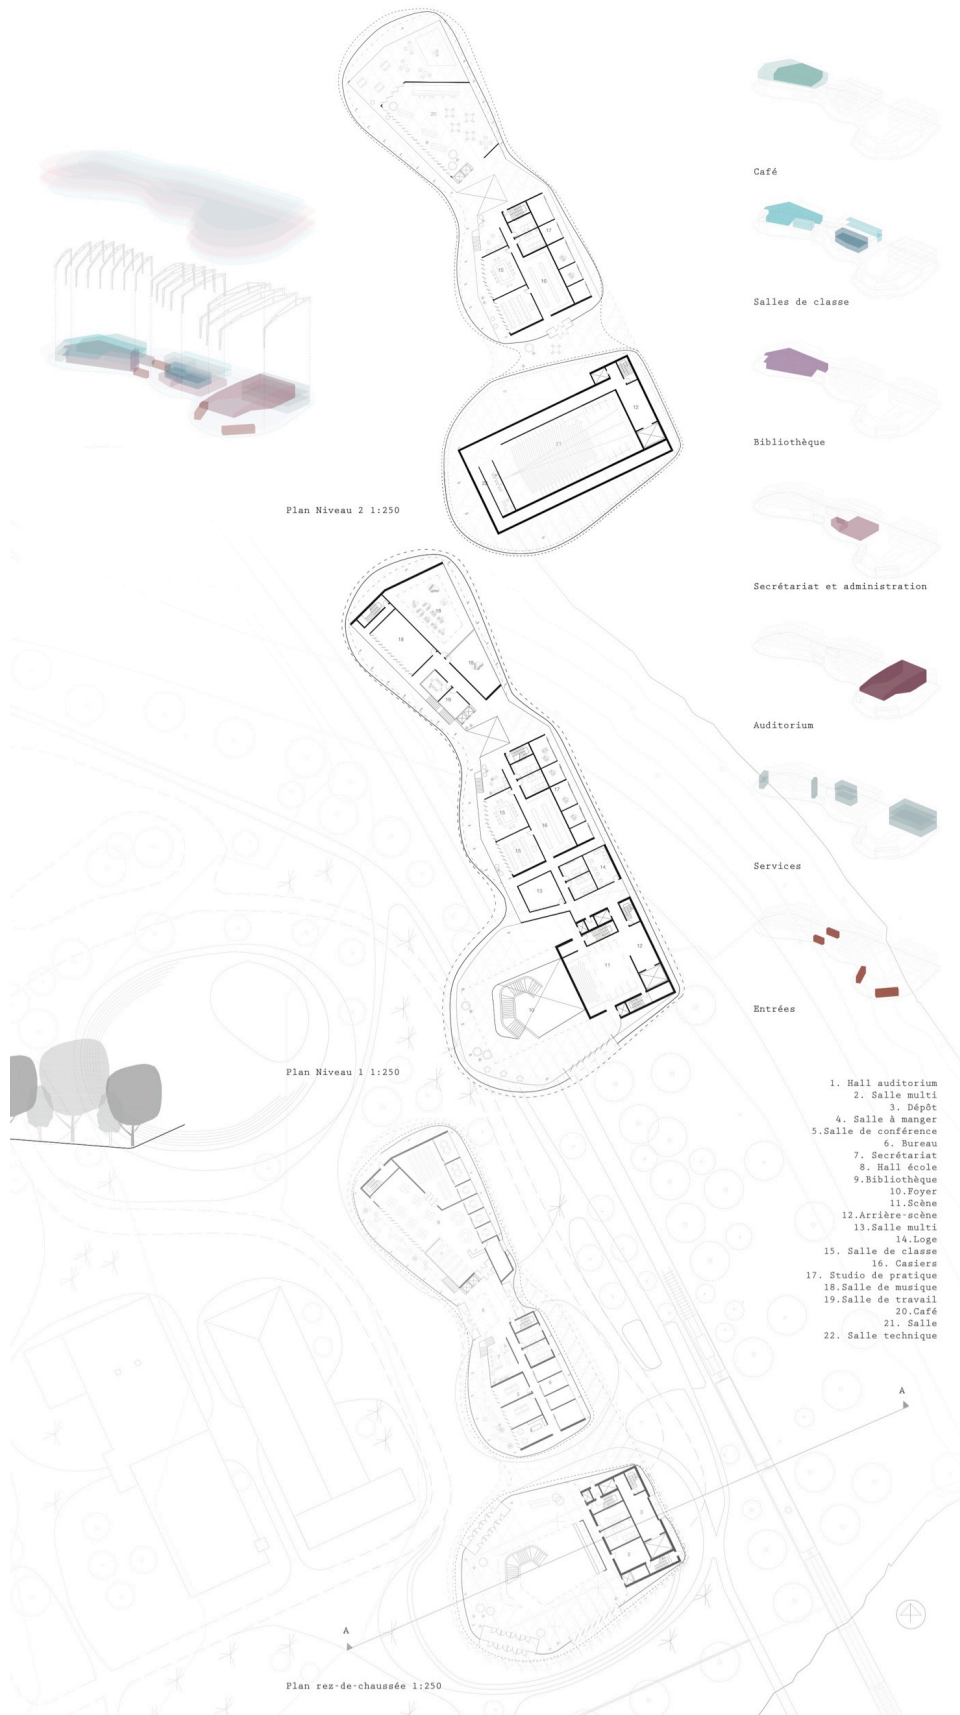 Café
Salles de classe
Bibliothèque
Plan Niveau 2 1:250
Secrétariat et administration
Auditorium
Services
Entrées
Plan Niveau 1 1:250
1. Hall auditorium
2. Salle multi
3. Dépôt
4. Salle à manger
5.Salle de conférence
6. Bureau
7. Secrétariat
8. Hall école
9.Bibliothèque
10.Foyer
11.Scène
12.Arrière-scène
13.Salle multi
14.Loge
15. Salle de classe
16. Casiers
17. Studio de pratique
18.Salle de musique
19.Salle de travail
20.Café
21. Salle
22. Salle technique
A
A
Plan rez-de-chaussée 1:250